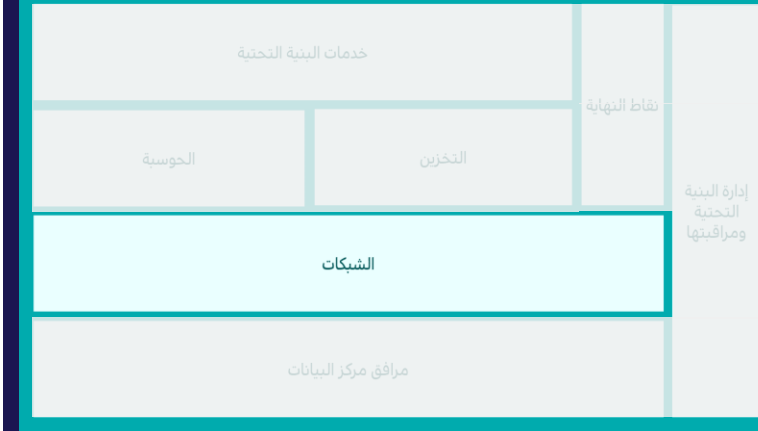 خدمات البنية التحتية
نقاط النهاية
الحوسبة
التخزين
إدارة البنية
التحتية
ومراقبتها
الشبكات
مرافق مركز البيانات